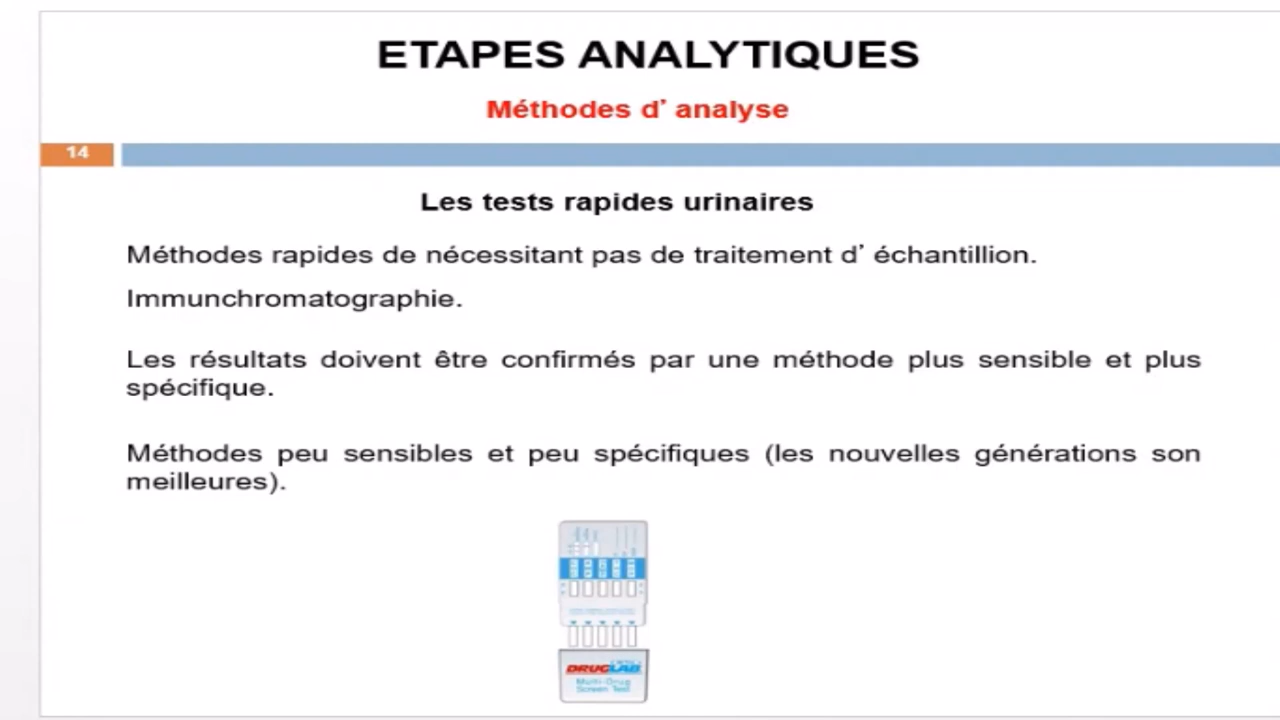 ETAPES ANALYTIQUES
Méthodes d’ analyse
14
Les tests rapides urinaires
Méthodes rapides de nécessitant pas de traitement d’ échantillion.
Immunchromatographie.
Les résultats doivent être confirmés par une méthode plus sensible et plus
spécifique.
Méthodes peu sensibles et peu spécifiques (les nouvelles générations son
meilleures).
DRUGLAB
Multi-Drug
Screen Test